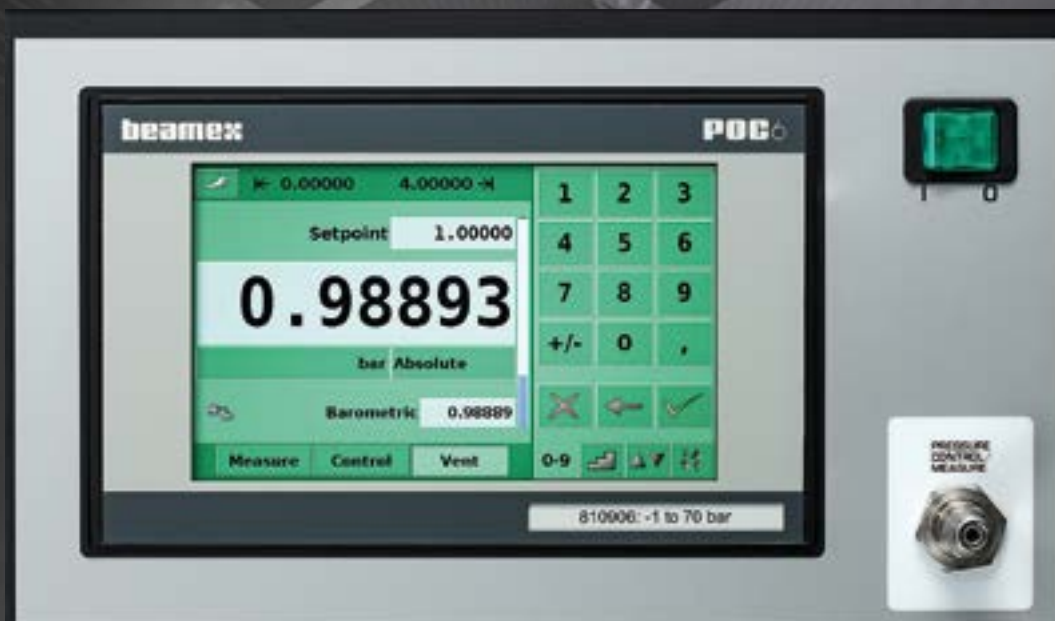 beamex
POC6
0.00000 4.00000
Setpoint 1.00000
0.98893
bar Absolute
Barometric 0.98889
Measure Control Vent
1 2 3
4 5 6
7 8 9
+/- 0 ,
0-9
810906: -1 to 70 bar
I O
PRESSURE
CONTROL/
MEASURE